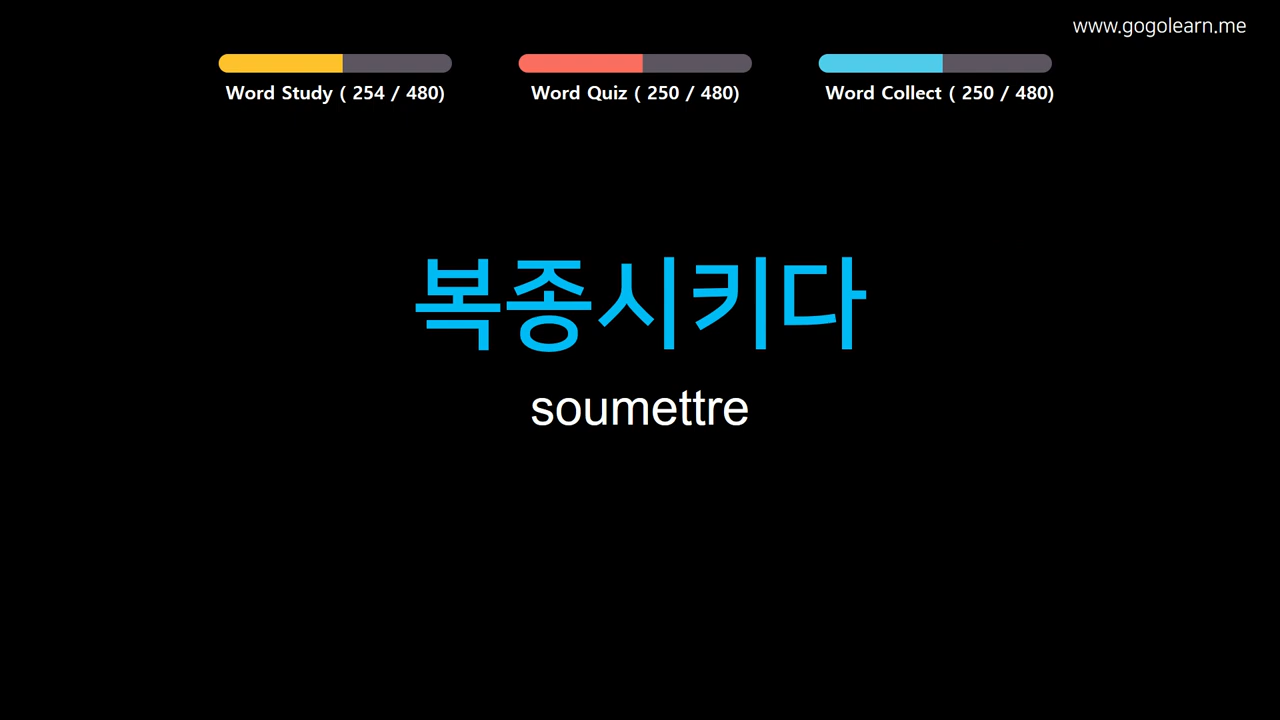 www.gogolearn.me
Word Study ( 254 / 480)
Word Quiz ( 250 / 480)
Word Collect ( 250 / 480)
복종시키다
soumettre